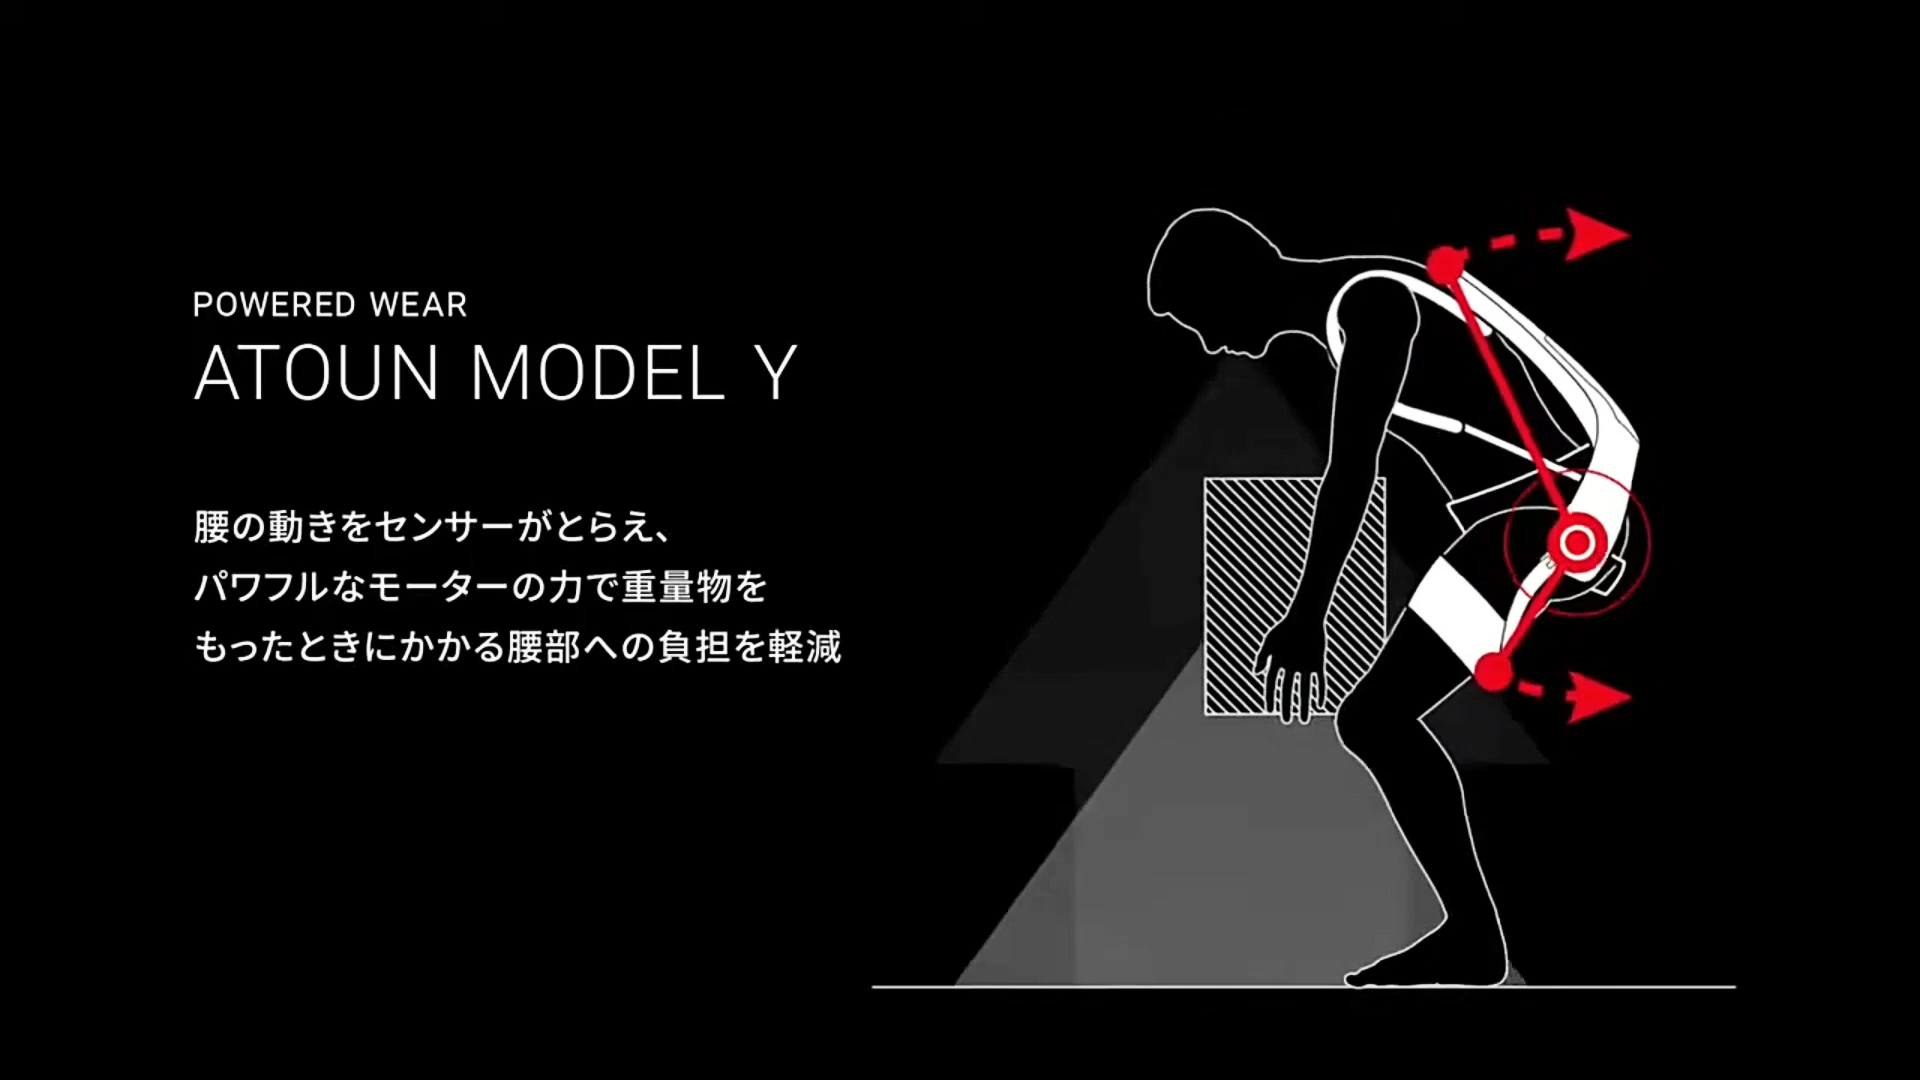 POWERED WEAR
ATOUN MODEL Y
腰の動きをセンサーがとらえ、
パワフルなモーターの力で重量物を
もったときにかかる腰部への負担を軽減